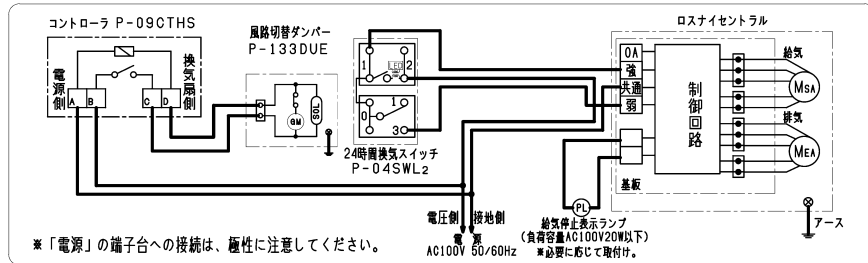 コントローラ P-09CTHS
電源側
換気扇側
A B C D
風路切替ダンパー
P-133DUE
GM
SOL
1
LED
2
0
1
3
24時間換気スイッチ
P-04SWL2
ロスナイセントラル
0A
強
共通
弱
制御回路
基板
給気
MSA
排気
MEA
PL
給気停止表示ランプ
(負荷容量AC100V20W以下)
※必要に応じて取付け。
アース
電圧側 接地側
電源
AC100V 50/60Hz
※「電源」の端子台への接続は、極性に注意してください。